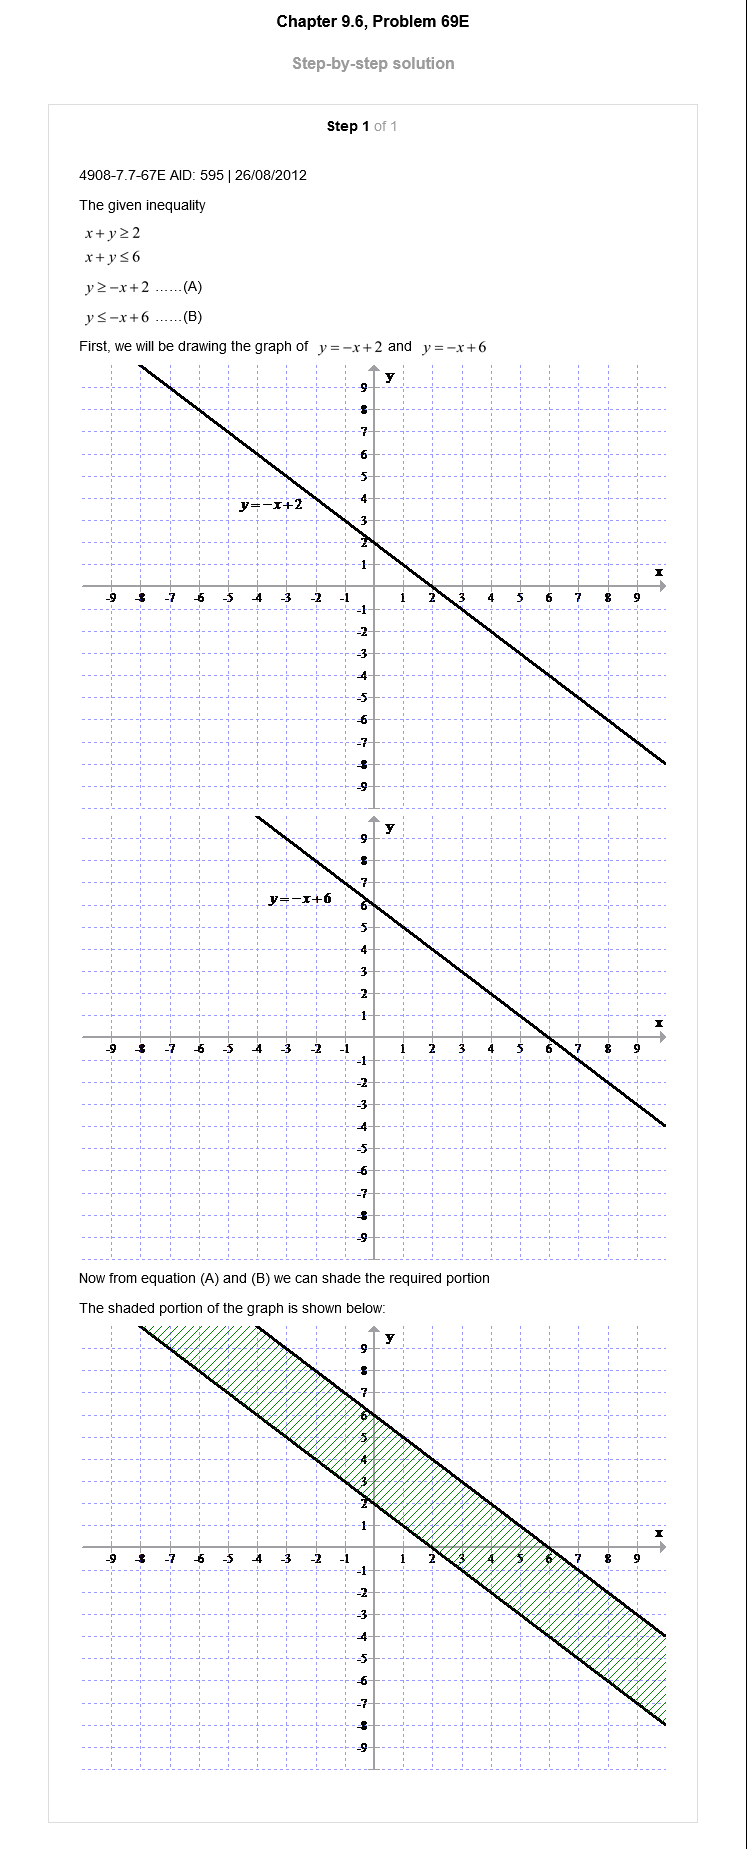 Chapter 9.6, Problem 69E
Step-by-step solution
Step 1 of 1
4908-7.7-67E AID: 595 | 26/08/2012
The given inequality
x + y ≥ 2
x + y ≤ 6
y ≥ −x + 2 ……(A)
y ≤ −x + 6 ……(B)
First, we will be drawing the graph of y = −x + 2 and y = −x + 6
y
9
8
7
6
5
4
y=−x+2
3
2
1
x
-9 -8 -7 -6 -5 -4 -3 -2 -1 1 2 3 4 5 6 7 8 9
-1
-2
-3
-4
-5
-6
-7
-8
-9
y
9
8
7
y=−x+6
6
5
4
3
2
1
x
-9 -8 -7 -6 -5 -4 -3 -2 -1 1 2 3 4 5 6 7 8 9
-1
-2
-3
-4
-5
-6
-7
-8
-9
Now from equation (A) and (B) we can shade the required portion
The shaded portion of the graph is shown below:
y
9
8
7
6
5
4
3
2
1
x
-9 -8 -7 -6 -5 -4 -3 -2 -1 1 2 3 4 5 6 7 8 9
-1
-2
-3
-4
-5
-6
-7
-8
-9